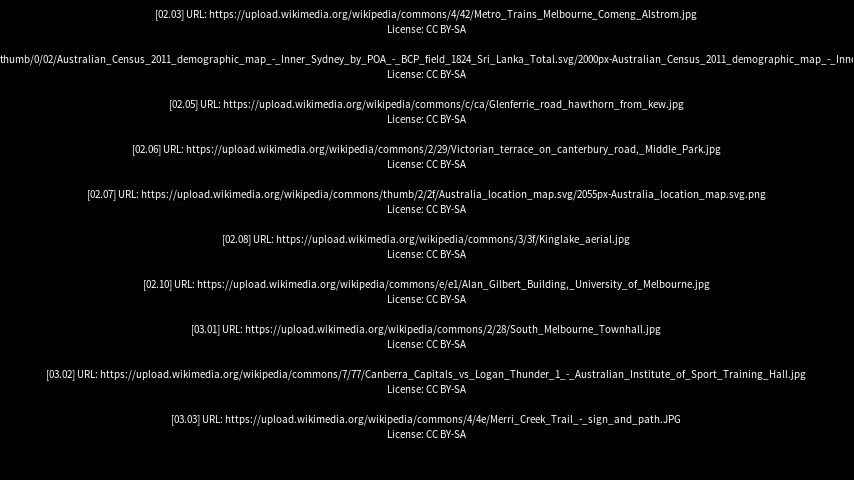 [02.03] URL: https://upload.wikimedia.org/wikipedia/commons/4/42/Metro_Trains_Melbourne_Comeng_Alstrom.jpg
License: CC BY-SA
thumb/0/02/Australian_Census_2011_demographic_map_-_Inner_Sydney_by_POA_-_BCP_field_1824_Sri_Lanka_Total.svg/2000px-Australian_Census_2011_demographic_map_-_Inne
License: CC BY-SA
[02.05] URL: https://upload.wikimedia.org/wikipedia/commons/c/ca/Glenferrie_road_hawthorn_from_kew.jpg
License: CC BY-SA
[02.06] URL: https://upload.wikimedia.org/wikipedia/commons/2/29/Victorian_terrace_on_canterbury_road,_Middle_Park.jpg
License: CC BY-SA
[02.07] URL: https://upload.wikimedia.org/wikipedia/commons/thumb/2/2f/Australia_location_map.svg/2055px-Australia_location_map.svg.png
License: CC BY-SA
[02.08] URL: https://upload.wikimedia.org/wikipedia/commons/3/3f/Kinglake_aerial.jpg
License: CC BY-SA
[02.10] URL: https://upload.wikimedia.org/wikipedia/commons/e/e1/Alan_Gilbert_Building,_University_of_Melbourne.jpg
License: CC BY-SA
[03.01] URL: https://upload.wikimedia.org/wikipedia/commons/2/28/South_Melbourne_Townhall.jpg
License: CC BY-SA
[03.02] URL: https://upload.wikimedia.org/wikipedia/commons/7/77/Canberra_Capitals_vs_Logan_Thunder_1_-_Australian_Institute_of_Sport_Training_Hall.jpg
License: CC BY-SA
[03.03] URL: https://upload.wikimedia.org/wikipedia/commons/4/4e/Merri_Creek_Trail_-_sign_and_path.JPG
License: CC BY-SA